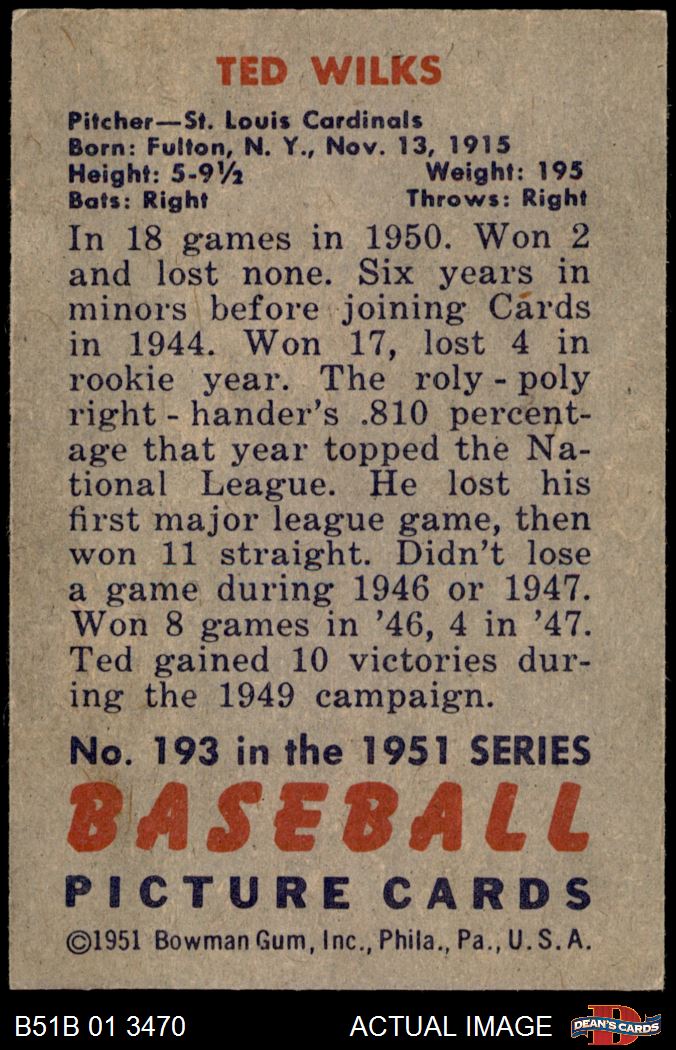 TED WILKS
Pitcher—St. Louis Cardinals
Born: Fulton, N. Y., Nov. 13, 1915
Height: 5-9½ Weight: 195
Bats: Right Throws: Right
In 18 games in 1950. Won 2
and lost none. Six years in
minors before joining Cards
in 1944. Won 17, lost 4 in
rookie year. The roly - poly
right - hander's .810 percent-
age that year topped the Na-
tional League. He lost his
first major league game, then
won 11 straight. Didn't lose
a game during 1946 or 1947.
Won 8 games in '46, 4 in '47.
Ted gained 10 victories dur-
ing the 1949 campaign.
No. 193 in the 1951 SERIES
BASEBALL
PICTURE CARDS
©1951 Bowman Gum, Inc., Phila., Pa., U. S. A.
B51B 01 3470 ACTUAL IMAGE D DEAN'S CARDS